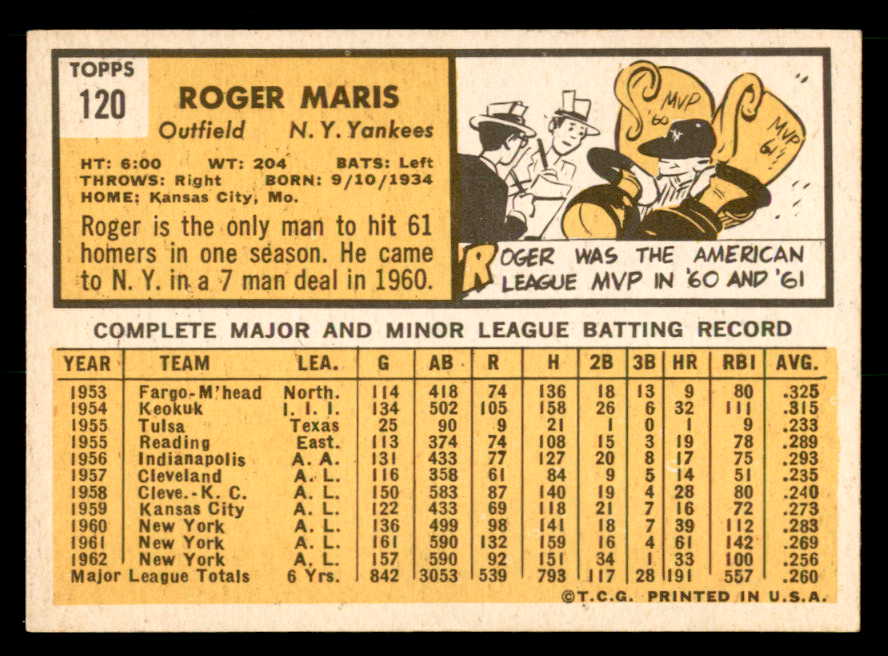 TOPPS
120
ROGER MARIS
Outfield N. Y. Yankees
HT: 6:00 WT: 204 BATS: Left
THROWS: Right BORN: 9/10/1934
HOME: Kansas City, Mo.
Roger is the only man to hit 61
homers in one season. He came
to N. Y. in a 7 man deal in 1960.
MVP
'60
MVP
61
NY
ROGER WAS THE AMERICAN
LEAGUE MVP IN '60 AND '61
COMPLETE MAJOR AND MINOR LEAGUE BATTING RECORD
YEAR TEAM LEA. G AB R H 2B 3B HR RBI AVG.
1953 Fargo-M'head North. 114 418 74 136 18 13 9 80 .325
1954 Keokuk I. I. I. 134 502 105 158 26 6 32 111 .315
1955 Tulsa Texas 25 90 9 21 1 0 1 9 .233
1955 Reading East. 113 374 74 108 15 3 19 78 .289
1956 Indianapolis A. A. 131 433 77 127 20 8 17 75 .293
1957 Cleveland A. L. 116 358 61 84 9 5 14 51 .235
1958 Cleve.-K. C. A. L. 150 583 87 140 19 4 28 80 .240
1959 Kansas City A. L. 122 433 69 118 21 7 16 72 .273
1960 New York A. L. 136 499 98 141 18 7 39 112 .283
1961 New York A. L. 161 590 132 159 16 4 61 142 .269
1962 New York A. L. 157 590 92 151 34 1 33 100 .256
Major League Totals 6 Yrs. 842 3053 539 793 117 28 191 557 .260
©T.C.G. PRINTED IN U.S.A.